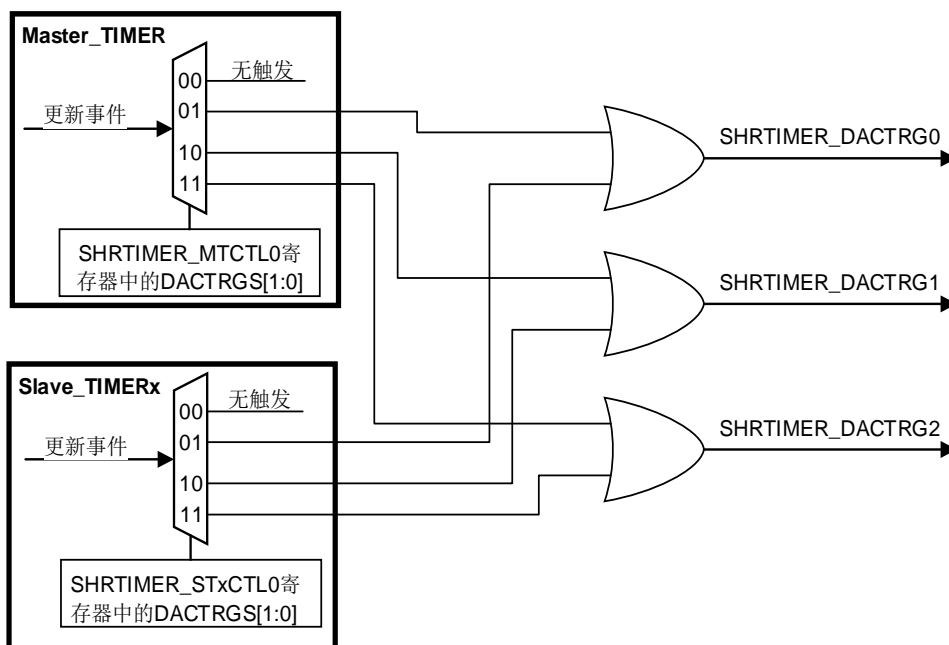 Master_TIMER
00
无触发
更新事件
01
10
11
SHRTIMER_MTCTL0寄
存器中的DACTRGS[1:0]
SHRTIMER_DACTRG0
SHRTIMER_DACTRG1
Slave_TIMERx
00
无触发
更新事件
01
10
11
SHRTIMER_STxCTL0寄
存器中的DACTRGS[1:0]
SHRTIMER_DACTRG2